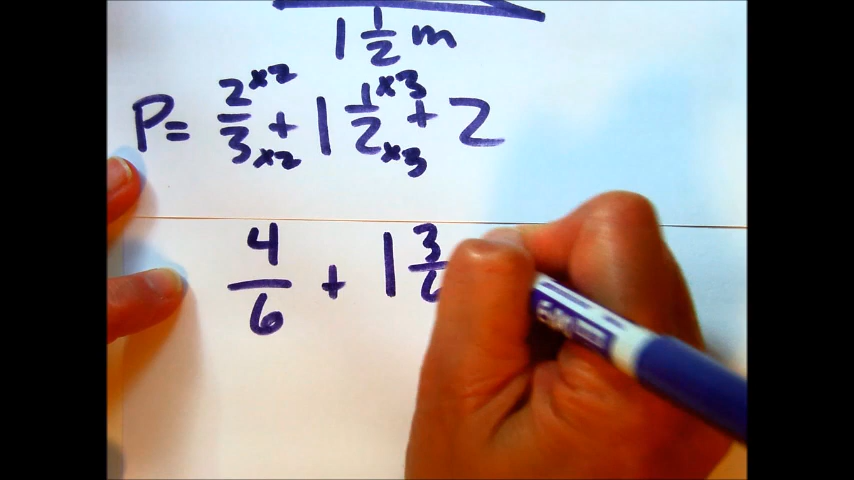 1 1/2 m
P = 2/3 ×2 ×2 + 1 1/2 ×3 ×3 + 2
4/6 + 1 3/6